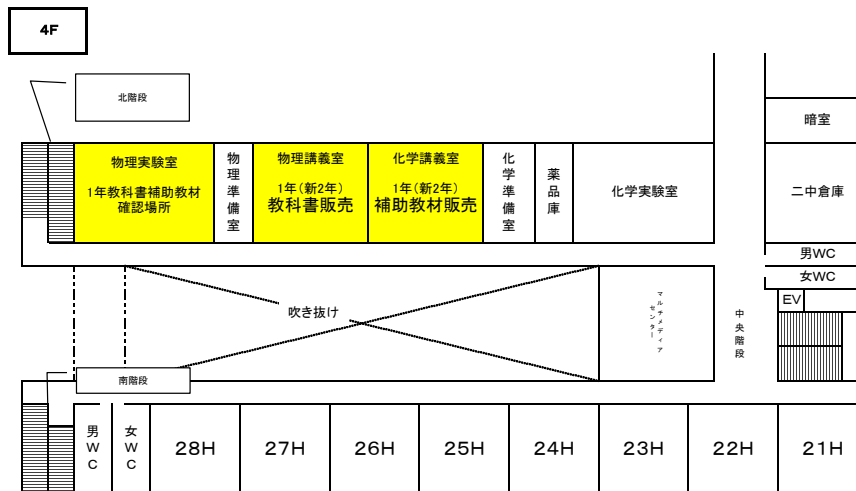 4F
北階段
暗室
物理実験室
1年教科書補助教材
確認場所
物理準備室
物理講義室
1年(新2年)
教科書販売
化学講義室
1年(新2年)
補助教材販売
化学準備室
薬品庫
化学実験室
二中倉庫
男WC
女WC
EV
吹き抜け
マルチメディア
センター
中央階段
南階段
男WC
女WC
28H
27H
26H
25H
24H
23H
22H
21H